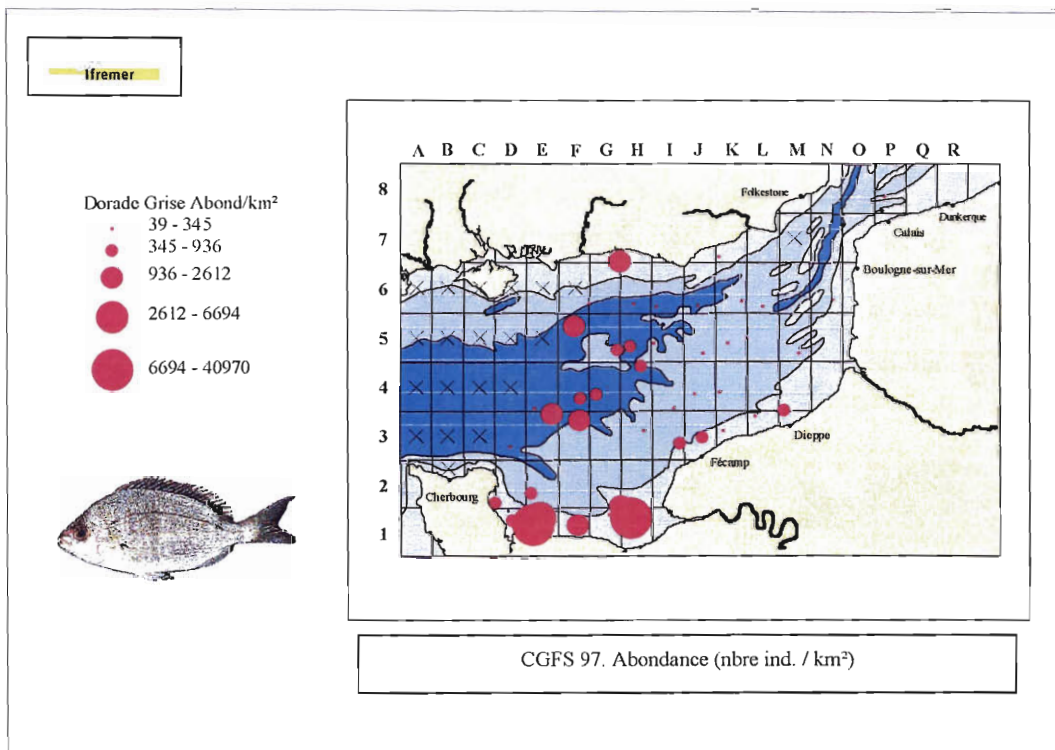 Ifremer
A B C D E F G H I J K L M N O P Q R
8
7
6
5
4
3
2
1
Folkestone
Dunkerque
Calais
Boulogne-sur-Mer
Dieppe
Fécamp
Cherbourg
Dorade Grise Abond/km²
39 - 345
345 - 936
936 - 2612
2612 - 6694
6694 - 40970
CGFS 97. Abondance (nbre ind. / km²)